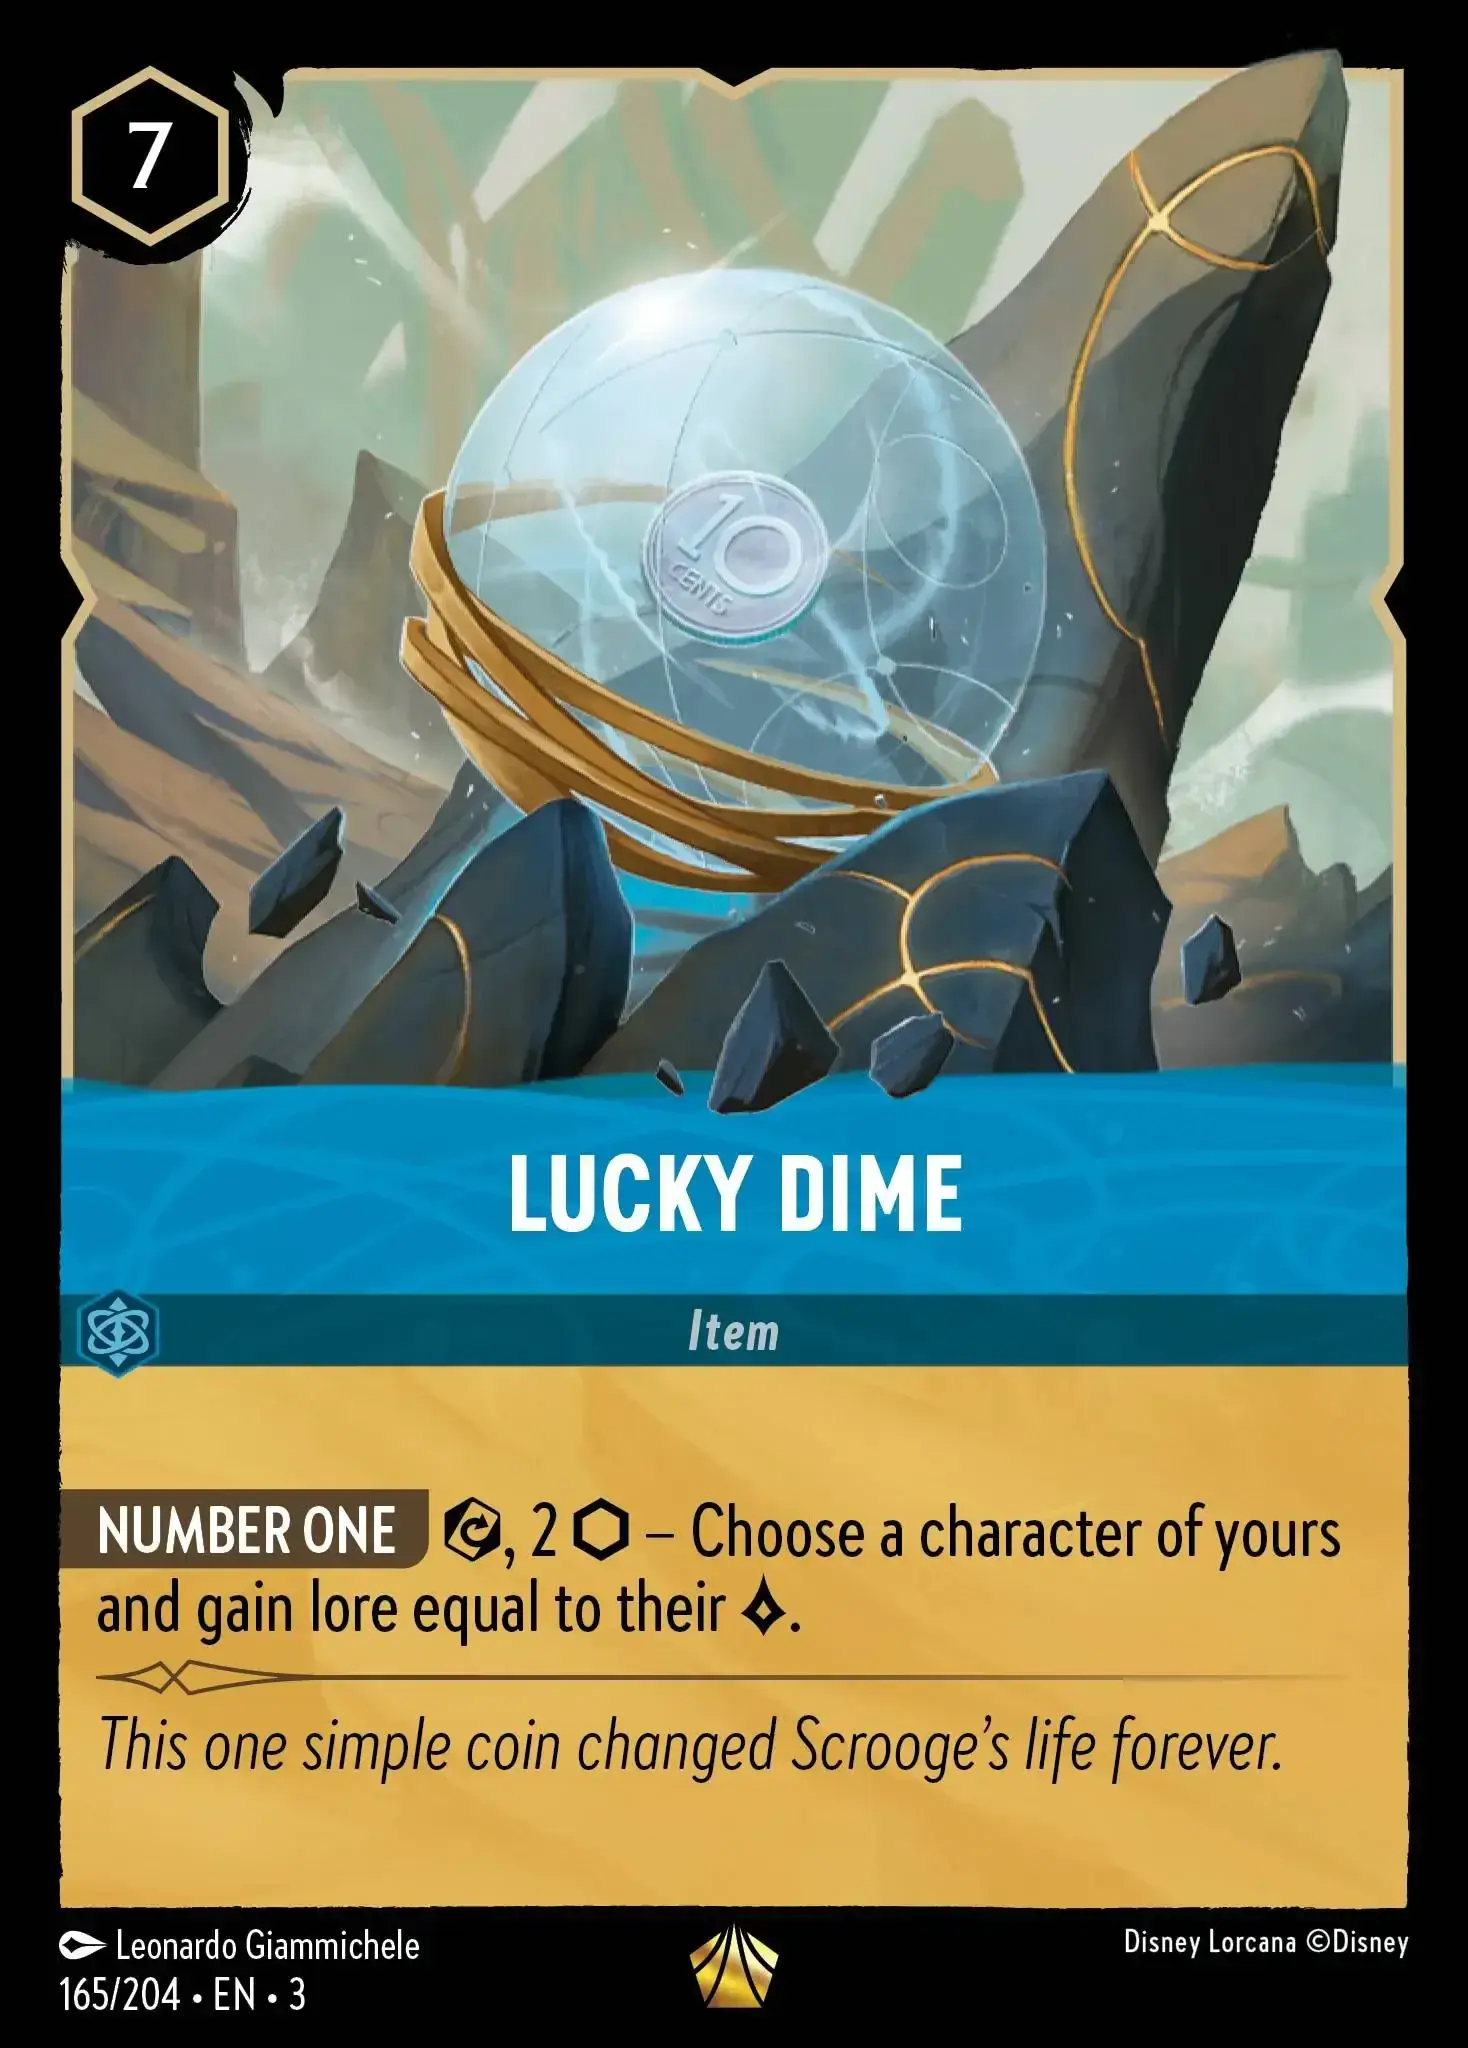 7
10
CENTS
LUCKY DIME
Item
NUMBER ONE , 2 – Choose a character of yours
and gain lore equal to their .
This one simple coin changed Scrooge’s life forever.
Leonardo Giammichele
165/204 • EN • 3
Disney Lorcana ©Disney